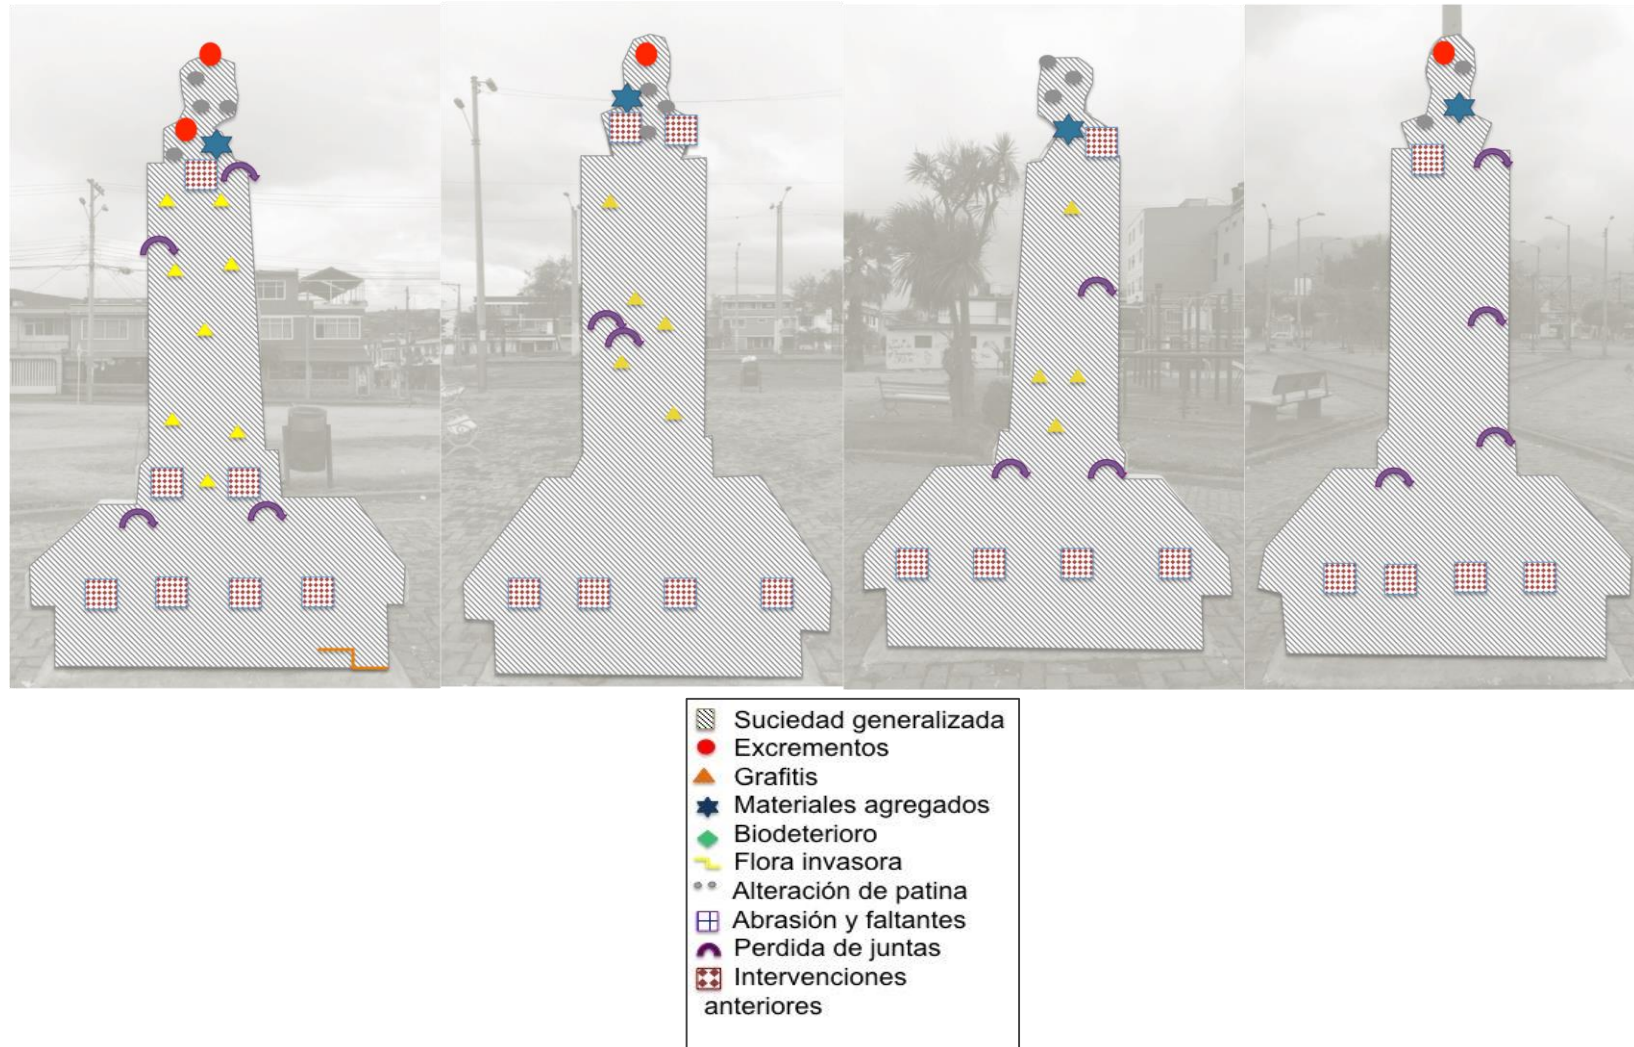 Suciedad generalizada
Excrementos
Grafitis
Materiales agregados
Biodeterioro
Flora invasora
Alteración de patina
Abrasión y faltantes
Perdida de juntas
Intervenciones
anteriores